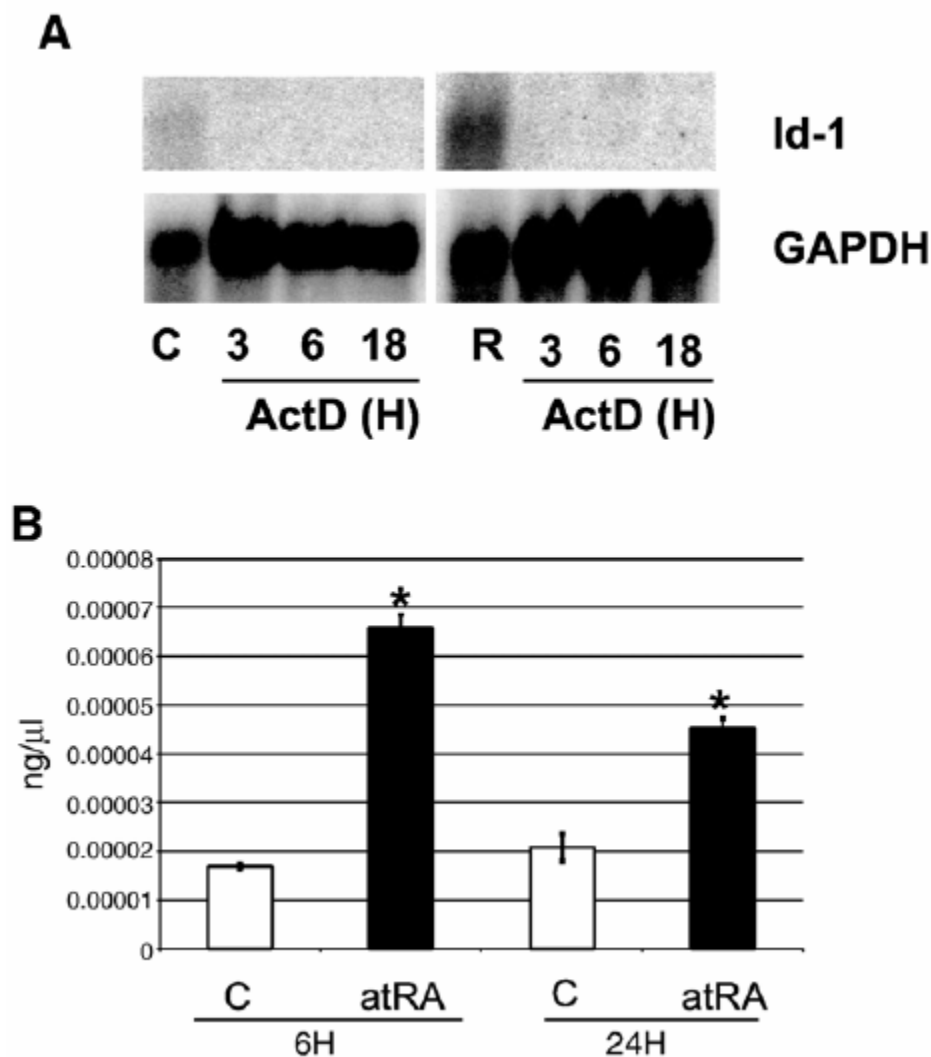 A
Id-1
GAPDH
C 3 6 18 R 3 6 18
ActD (H) ActD (H)
B
0.00008
0.00007
0.00006
0.00005
0.00004
0.00003
0.00002
0.00001
0
ng/μl
* *
C atRA C atRA
6H 24H